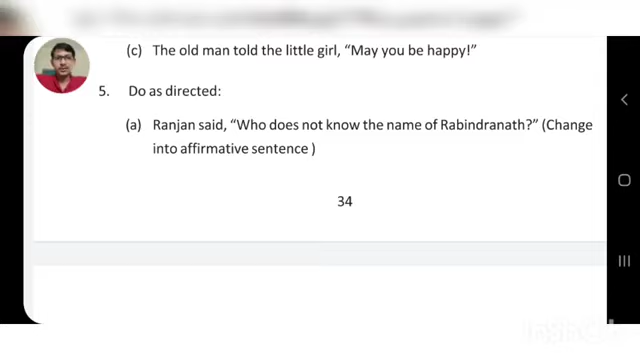 (c) The old man told the little girl, “May you be happy!”
5. Do as directed:
(a) Ranjan said, “Who does not know the name of Rabindranath?” (Change
into affirmative sentence )
34